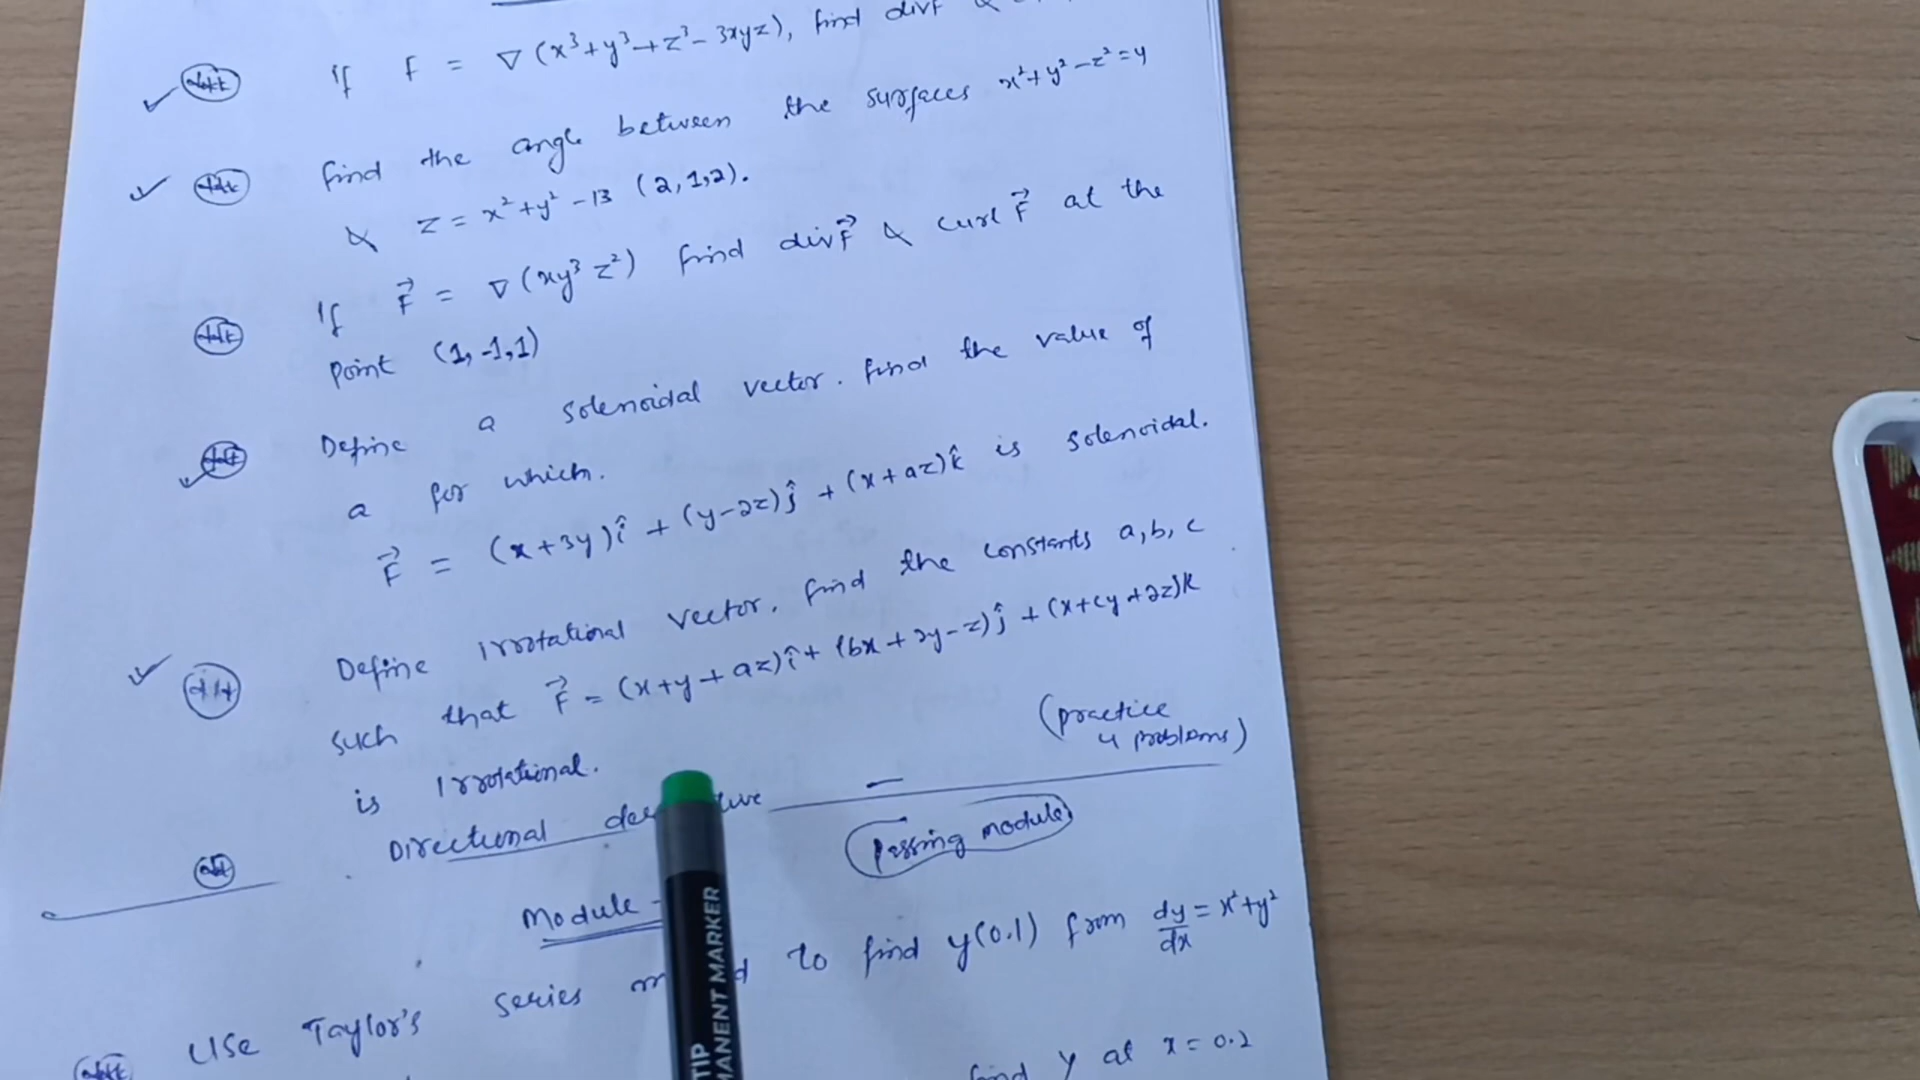 If F = ∇ (x³+y³+z³-3xyz), find divF &
find the angle between the surfaces x²+y²-z²=4
& z = x²+y²-13 (2,1,2).
If F⃗ = ∇(xy³z²) find divF⃗ & curl F⃗ at the
point (1,-1,1)
Define a solenoidal vector. find the value of
a for which.
F⃗ = (x+3y)î + (y-2z)ĵ + (x+az)k̂ is solenoidal.
Define irrotational vector. find the constants a, b, c
such that F⃗ = (x+y+az)î + (bx+2y-z)ĵ + (x+cy+2z)k
is irrotational.
(practice
4 problems)
Directional
Passing module
Module -
Use Taylor's series to find y(0.1) from dy/dx = x²+y²
find y at x = 0.2
TIP
MANENT MARKER